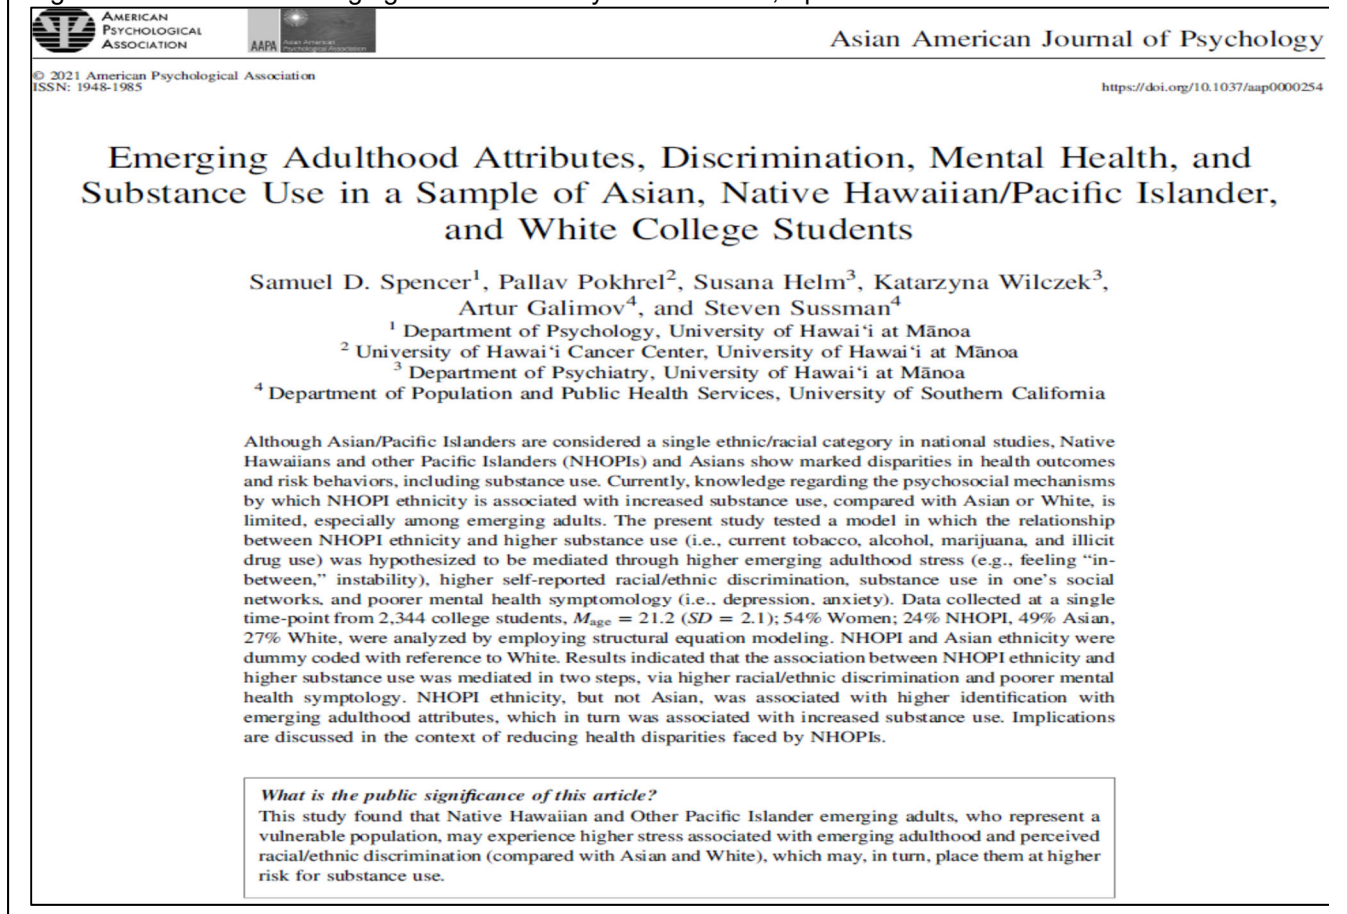 AMERICAN
PSYCHOLOGICAL
ASSOCIATION
AAPA Asian American
Psychological Association
Asian American Journal of Psychology
© 2021 American Psychological Association
ISSN: 1948-1985
https://doi.org/10.1037/aap0000254
Emerging Adulthood Attributes, Discrimination, Mental Health, and
Substance Use in a Sample of Asian, Native Hawaiian/Pacific Islander,
and White College Students
Samuel D. Spencer1, Pallav Pokhrel2, Susana Helm3, Katarzyna Wilczek3,
Artur Galimov4, and Steven Sussman4
1 Department of Psychology, University of Hawai‘i at Mānoa
2 University of Hawai‘i Cancer Center, University of Hawai‘i at Mānoa
3 Department of Psychiatry, University of Hawai‘i at Mānoa
4 Department of Population and Public Health Services, University of Southern California
Although Asian/Pacific Islanders are considered a single ethnic/racial category in national studies, Native
Hawaiians and other Pacific Islanders (NHOPIs) and Asians show marked disparities in health outcomes
and risk behaviors, including substance use. Currently, knowledge regarding the psychosocial mechanisms
by which NHOPI ethnicity is associated with increased substance use, compared with Asian or White, is
limited, especially among emerging adults. The present study tested a model in which the relationship
between NHOPI ethnicity and higher substance use (i.e., current tobacco, alcohol, marijuana, and illicit
drug use) was hypothesized to be mediated through higher emerging adulthood stress (e.g., feeling “in-
between,” instability), higher self-reported racial/ethnic discrimination, substance use in one’s social
networks, and poorer mental health symptomology (i.e., depression, anxiety). Data collected at a single
time-point from 2,344 college students, Mage = 21.2 (SD = 2.1); 54% Women; 24% NHOPI, 49% Asian,
27% White, were analyzed by employing structural equation modeling. NHOPI and Asian ethnicity were
dummy coded with reference to White. Results indicated that the association between NHOPI ethnicity and
higher substance use was mediated in two steps, via higher racial/ethnic discrimination and poorer mental
health symptology. NHOPI ethnicity, but not Asian, was associated with higher identification with
emerging adulthood attributes, which in turn was associated with increased substance use. Implications
are discussed in the context of reducing health disparities faced by NHOPIs.
What is the public significance of this article?
This study found that Native Hawaiian and Other Pacific Islander emerging adults, who represent a
vulnerable population, may experience higher stress associated with emerging adulthood and perceived
racial/ethnic discrimination (compared with Asian and White), which may, in turn, place them at higher
risk for substance use.